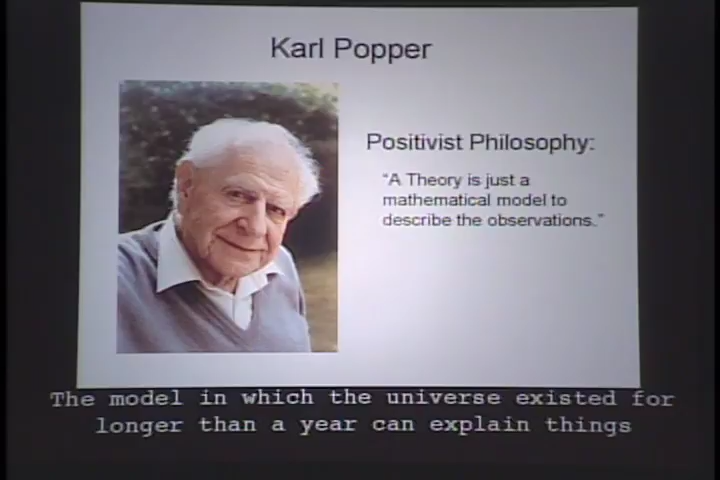 Karl Popper
Positivist Philosophy:
“A Theory is just a
mathematical model to
describe the observations.”
The model in which the universe existed for
longer than a year can explain things